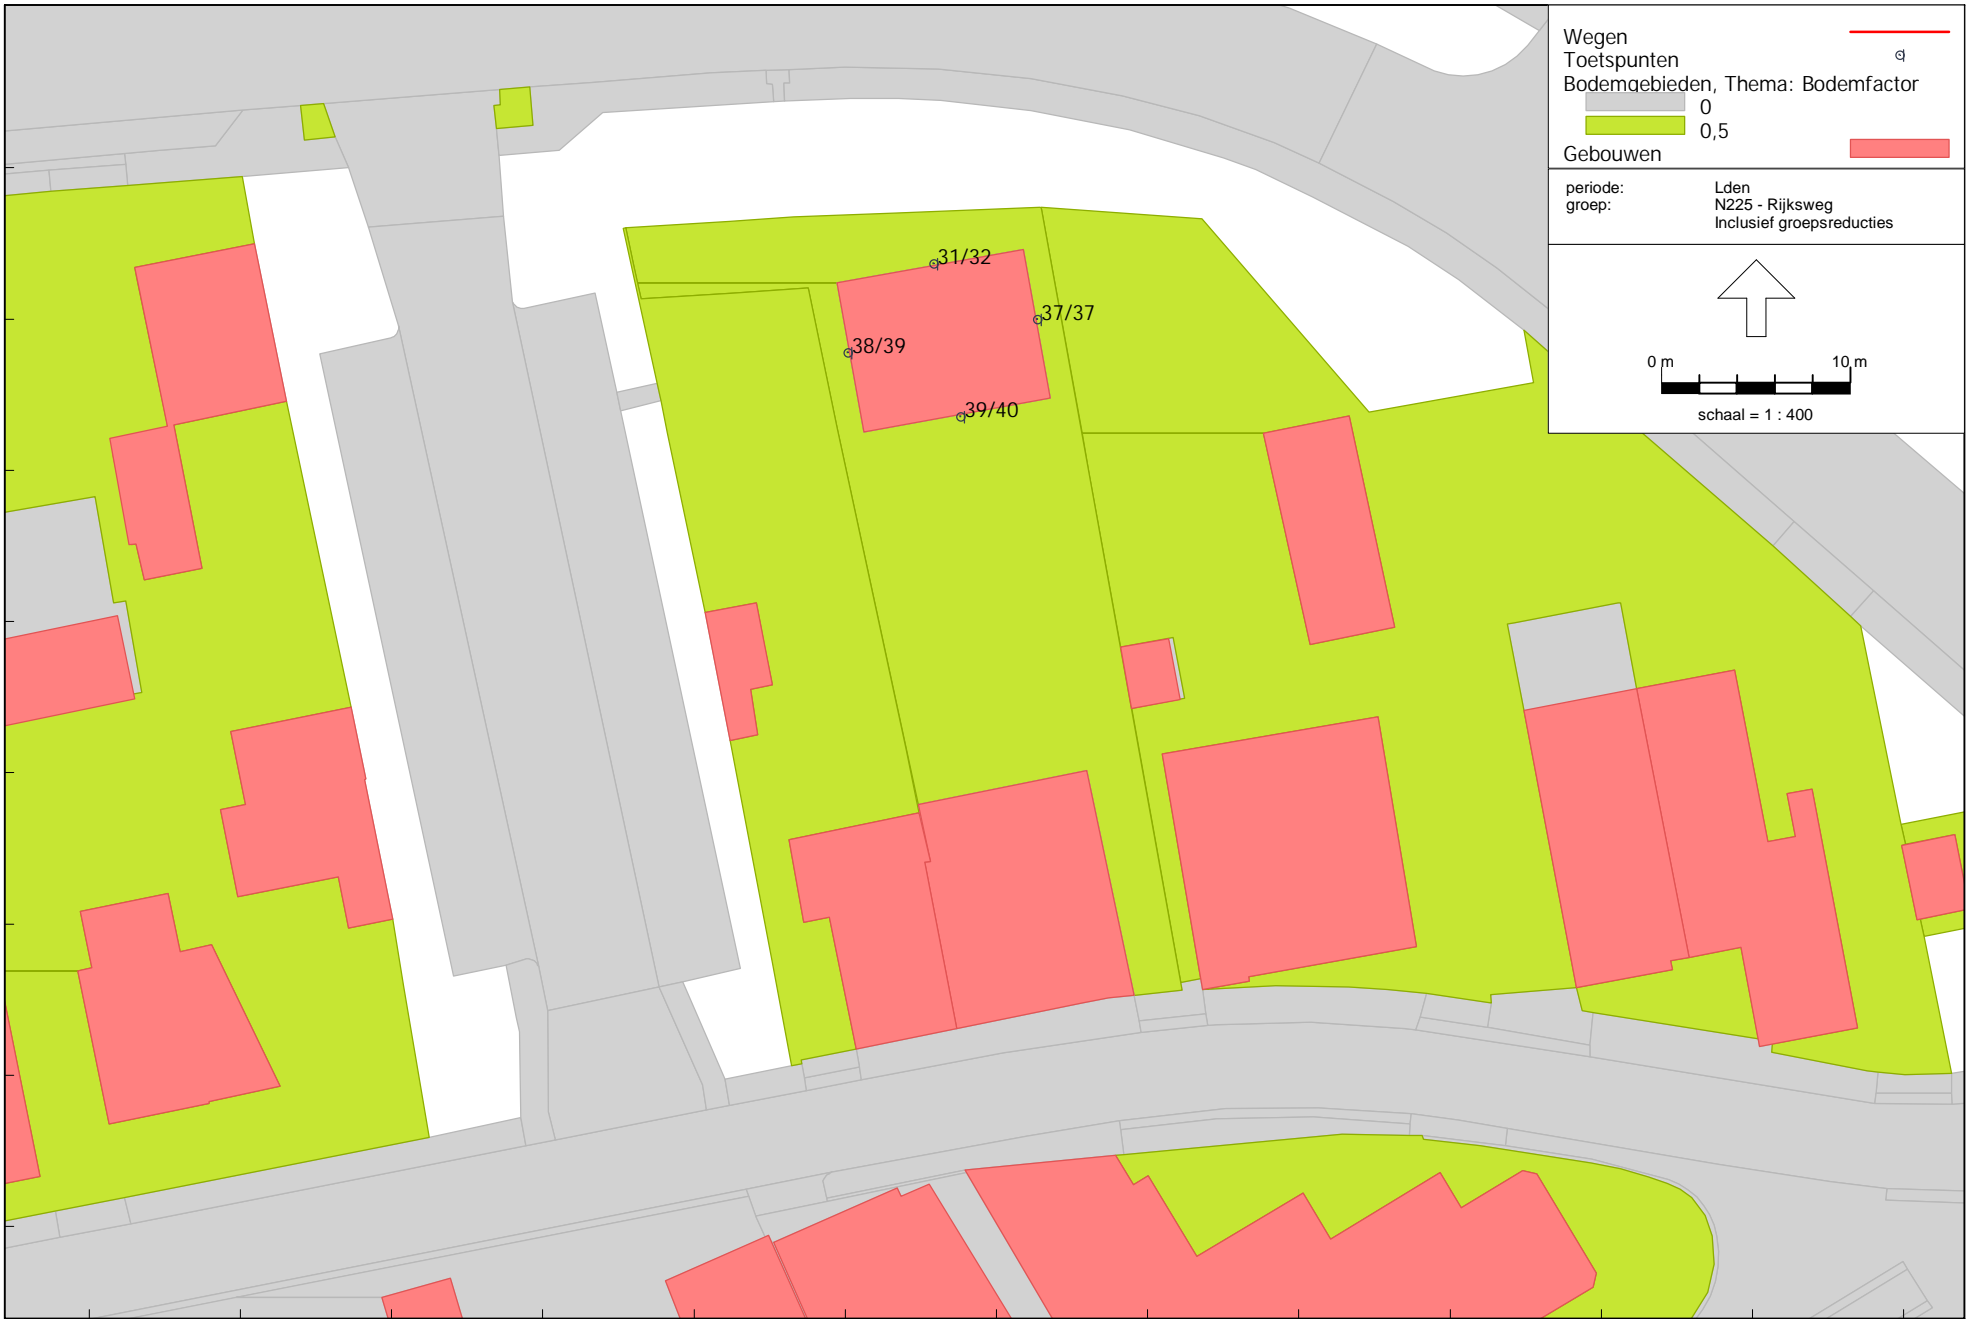 Wegen
Toetspunten
Bodemgebieden, Thema: Bodemfactor
0
0,5
Gebouwen
periode: Lden
groep: N225 - Rijksweg
Inclusief groepsreducties
0 m 10 m
schaal = 1 : 400
31/32
37/37
38/39
39/40